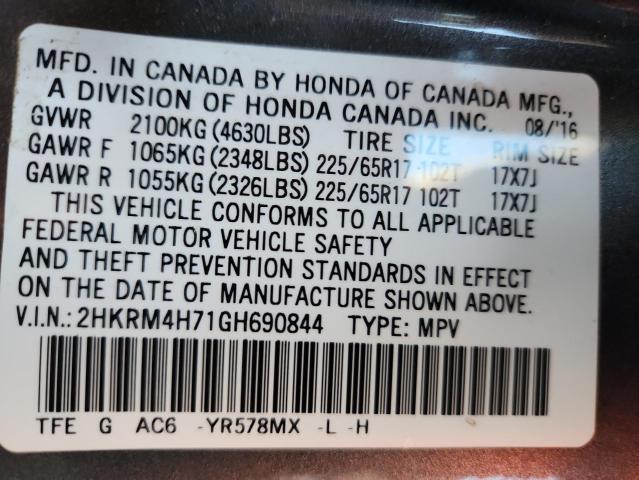 MFD. IN CANADA BY HONDA OF CANADA MFG.,
A DIVISION OF HONDA CANADA INC. 08/'16
GVWR 2100KG (4630LBS) TIRE SIZE RIM SIZE
GAWR F 1065KG (2348LBS) 225/65R17 102T 17X7J
GAWR R 1055KG (2326LBS) 225/65R17 102T 17X7J
THIS VEHICLE CONFORMS TO ALL APPLICABLE
FEDERAL MOTOR VEHICLE SAFETY
AND THEFT PREVENTION STANDARDS IN EFFECT
ON THE DATE OF MANUFACTURE SHOWN ABOVE.
V.I.N.: 2HKRM4H71GH690844 TYPE: MPV
TFE G AC6 -YR578MX -L -H